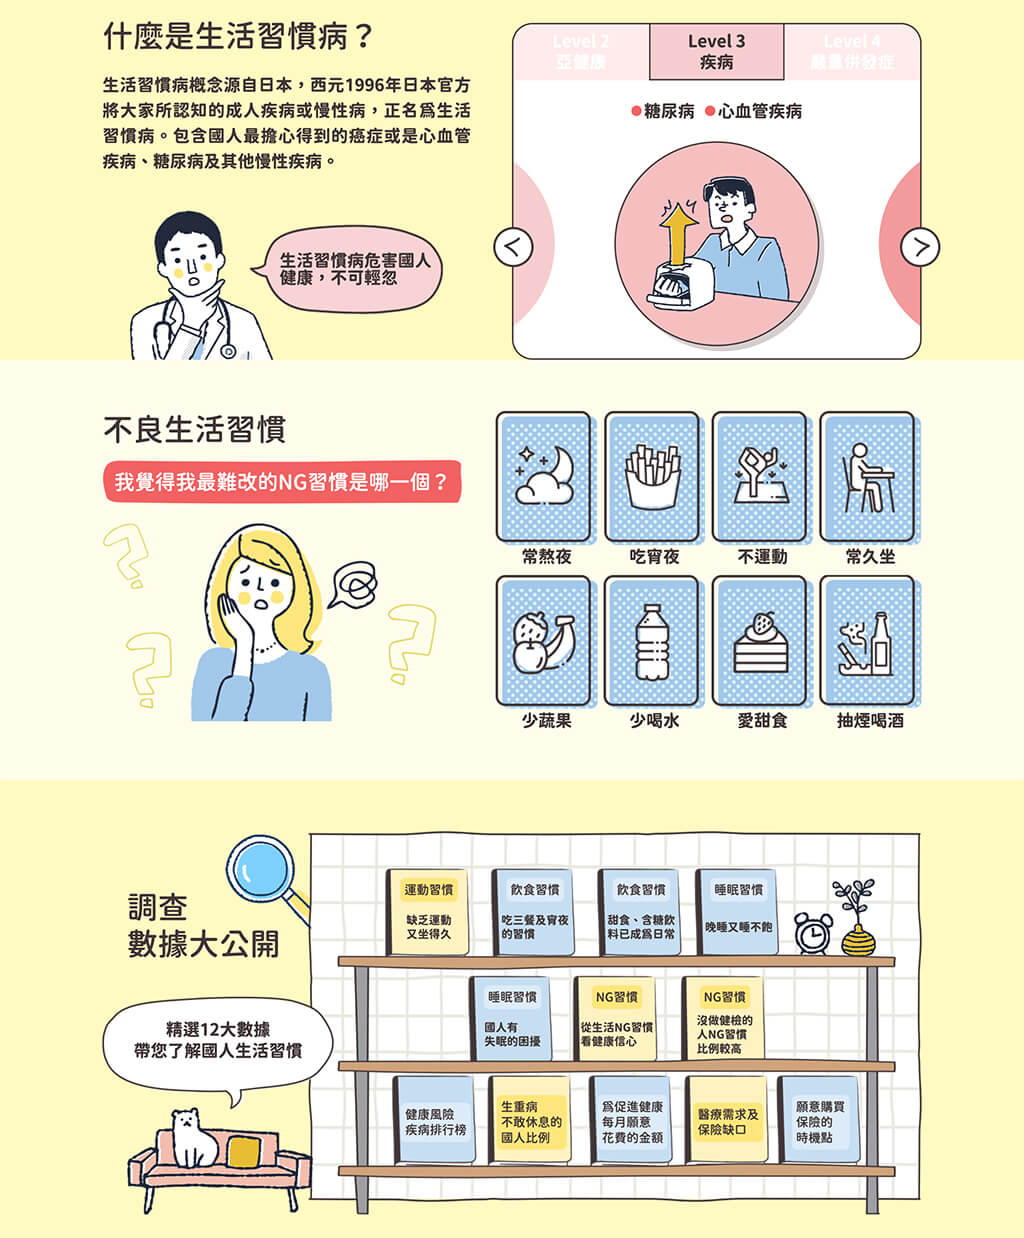 什麼是生活習慣病？
生活習慣病概念源自日本，西元1996年日本官方
將大家所認知的成人疾病或慢性病，正名為生活
習慣病。包含國人最擔心得到的癌症或是心血管
疾病、糖尿病及其他慢性疾病。
生活習慣病危害國人
健康，不可輕忽
Level 2
亞健康
Level 3
疾病
Level 4
嚴重併發症
糖尿病
心血管疾病
不良生活習慣
我覺得我最難改的NG習慣是哪一個？
常熬夜
吃宵夜
不運動
常久坐
少蔬果
少喝水
愛甜食
抽煙喝酒
調查
數據大公開
精選12大數據
帶您了解國人生活習慣
運動習慣
缺乏運動
又坐得久
飲食習慣
吃三餐及宵夜
的習慣
飲食習慣
甜食、含糖飲
料已成為日常
睡眠習慣
晚睡又睡不飽
睡眠習慣
國人有
失眠的困擾
NG習慣
從生活NG習慣
看健康信心
NG習慣
沒做健檢的
人NG習慣
比例較高
健康風險
疾病排行榜
生重病
不敢休息的
國人比例
為促進健康
每月願意
花費的金額
醫療需求及
保險缺口
願意購買
保險的
時機點